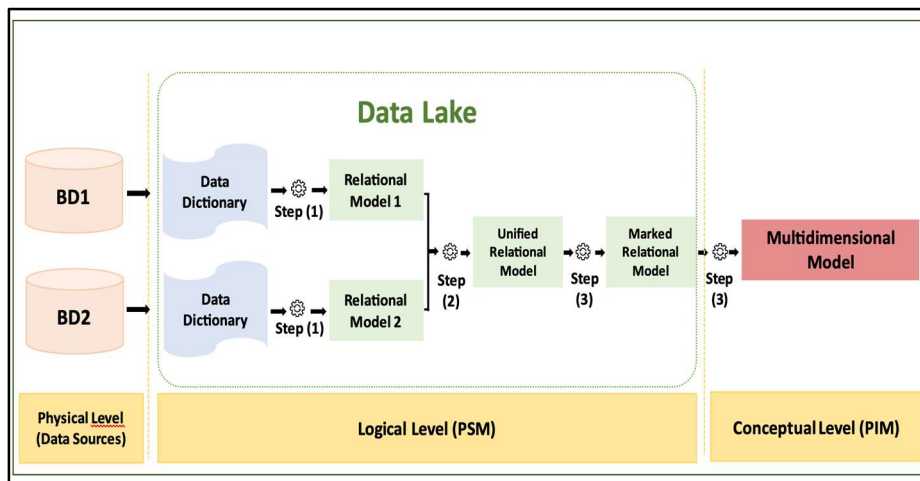 Data Lake
BD1
Data
Dictionary
Step (1)
Relational
Model 1
BD2
Data
Dictionary
Step (1)
Relational
Model 2
Step
(2)
Unified
Relational
Model
Step
(3)
Marked
Relational
Model
Step
(3)
Multidimensional
Model
Physical Level
(Data Sources)
Logical Level (PSM)
Conceptual Level (PIM)